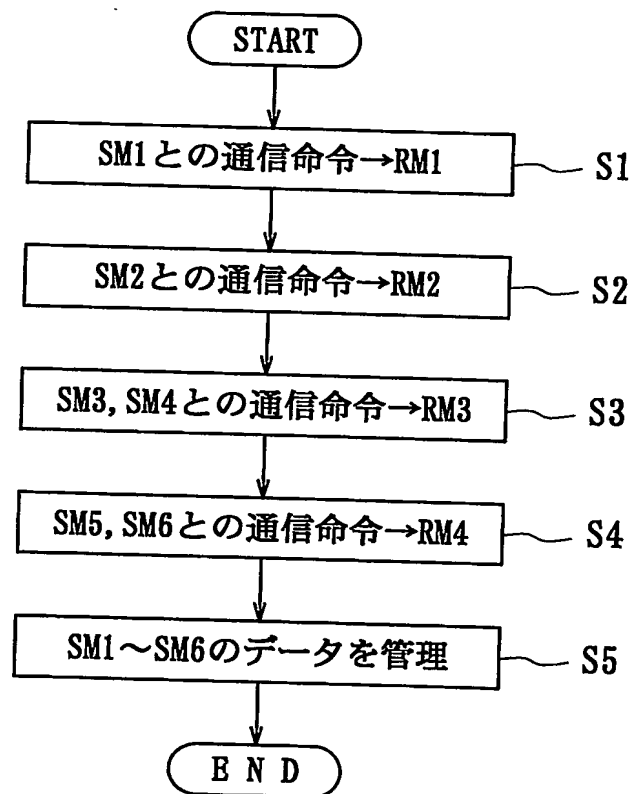 START
SM1との通信命令→RM1
S1
SM2との通信命令→RM2
S2
SM3, SM4との通信命令→RM3
S3
SM5, SM6との通信命令→RM4
S4
SM1～SM6のデータを管理
S5
E N D